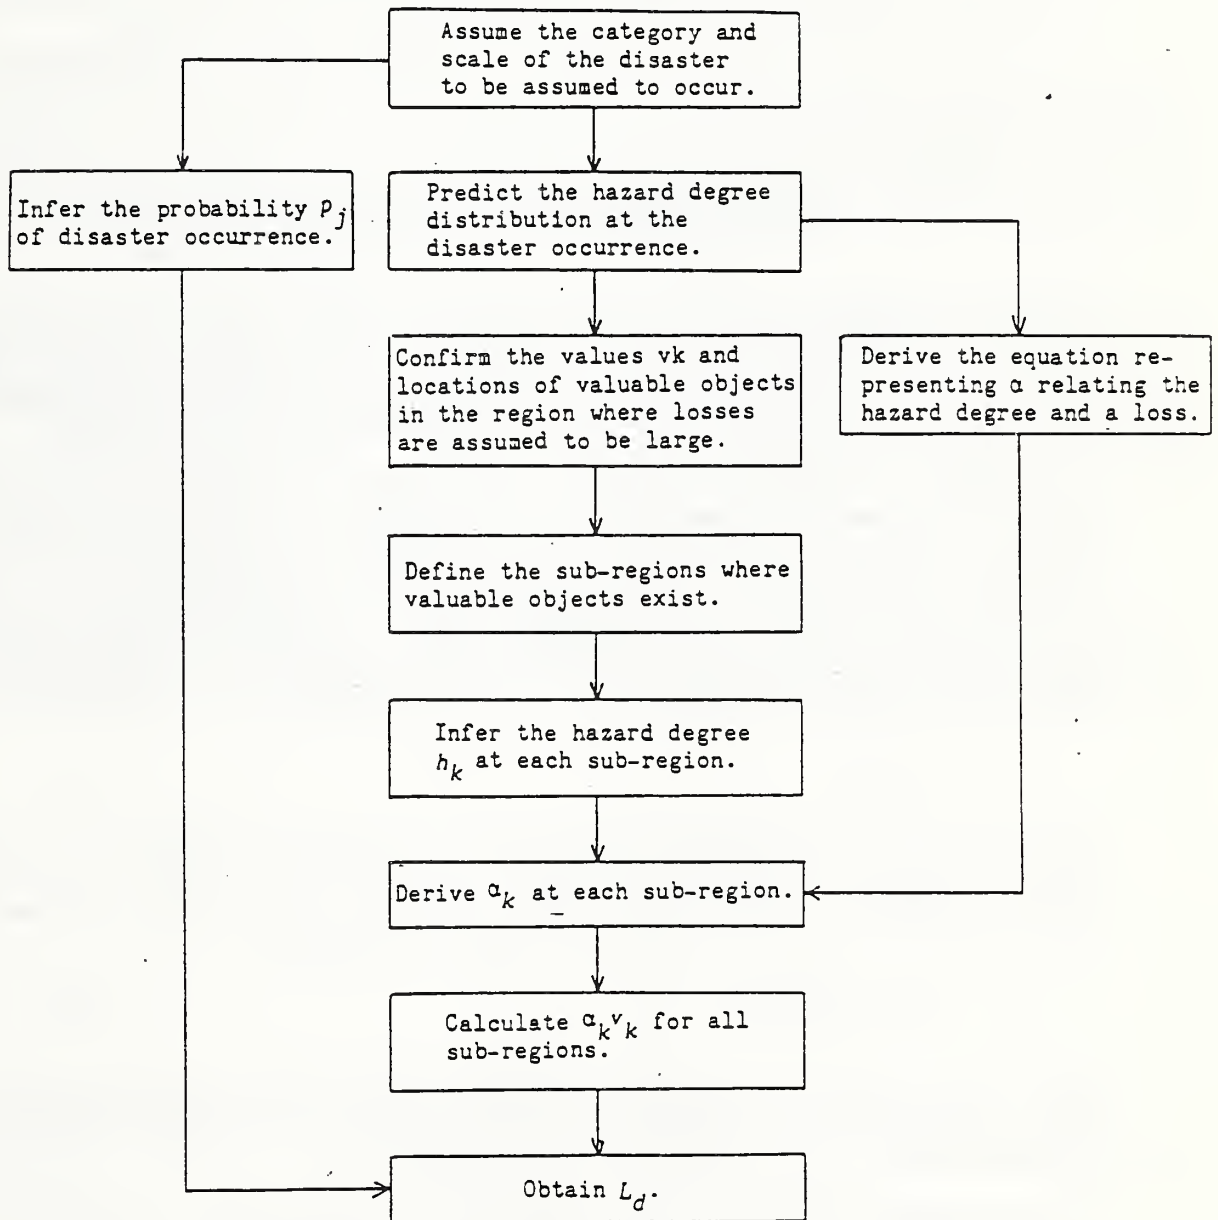 Assume the category and
scale of the disaster
to be assumed to occur.
Infer the probability Pj
of disaster occurrence.
Predict the hazard degree
distribution at the
disaster occurrence.
Confirm the values vk and
locations of valuable objects
in the region where losses
are assumed to be large.
Derive the equation re-
presenting α relating the
hazard degree and a loss.
Define the sub-regions where
valuable objects exist.
Infer the hazard degree
hk at each sub-region.
Derive αk at each sub-region.
Calculate αkvk for all
sub-regions.
Obtain Ld.